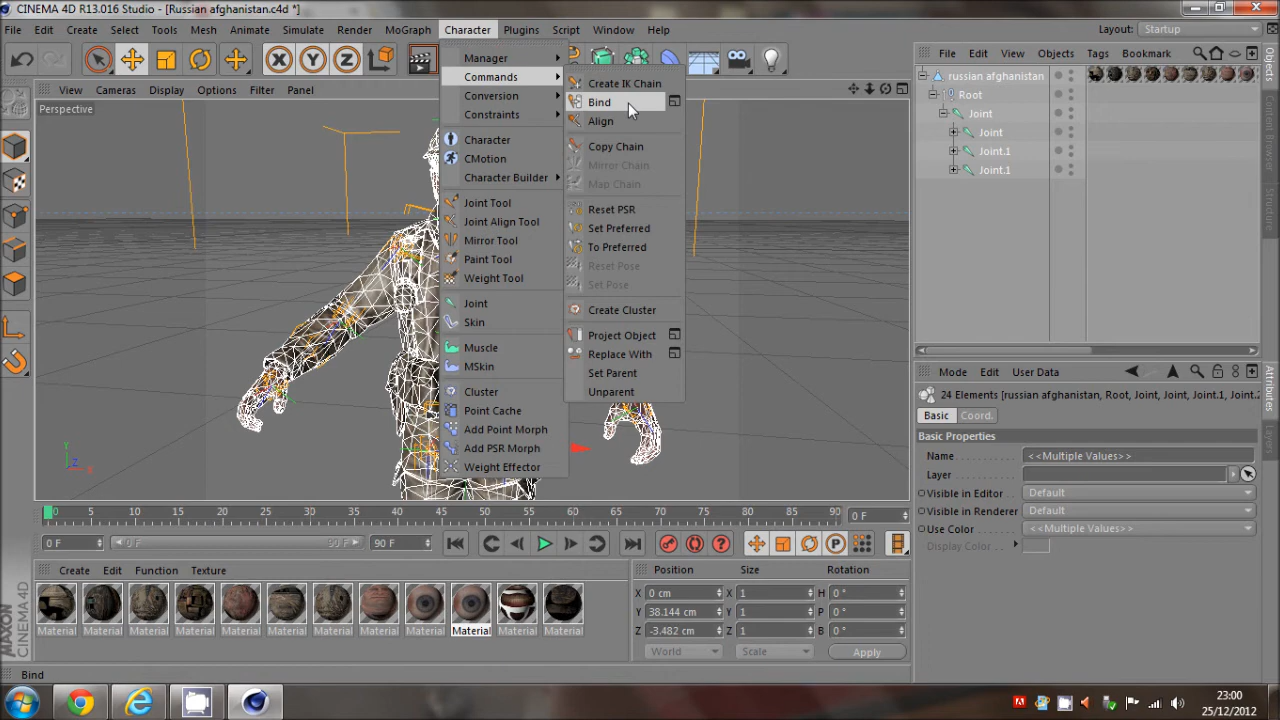 CINEMA 4D R13.016 Studio - [Russian afghanistan.c4d *]
File Edit Create Select Tools Mesh Animate Simulate Render MoGraph Character Plugins Script Window Help Layout: Startup
View Cameras Display Options Filter Panel
Perspective
Manager
Commands
Conversion
Constraints
Character
CMotion
Character Builder
Joint Tool
Joint Align Tool
Mirror Tool
Paint Tool
Weight Tool
Joint
Skin
Muscle
MSkin
Cluster
Point Cache
Add Point Morph
Add PSR Morph
Weight Effector
Create IK Chain
Bind
Align
Copy Chain
Mirror Chain
Map Chain
Reset PSR
Set Preferred
To Preferred
Reset Pose
Set Pose
Create Cluster
Project Object
Replace With
Set Parent
Unparent
File Edit View Objects Tags Bookmark
russian afghanistan
Root
Joint
Joint
Joint.1
Joint.1
Objects
Content Browser
Structure
Mode Edit User Data
24 Elements [russian afghanistan, Root, Joint, Joint, Joint.1, Joint.2
Basic Coord.
Basic Properties
Name <<Multiple Values>>
Layer
Visible in Editor Default
Visible in Renderer Default
Use Color <<Multiple Values>>
Display Color
Attributes
Layers
Y
Z X
0 5 10 15 20 25 30 35 40 45 50 55 60 65 70 75 80 85 90 0 F
0 F 0 F 90 F 90 F
Create Edit Function Texture
Material Material Material Material Material Material Material Material Material Material Material Material
Position Size Rotation
X 0 cm X 1 H 0 °
Y 38.144 cm Y 1 P 0 °
Z -3.482 cm Z 1 B 0 °
World Scale Apply
MAXON CINEMA 4D
Bind
23:00
25/12/2012